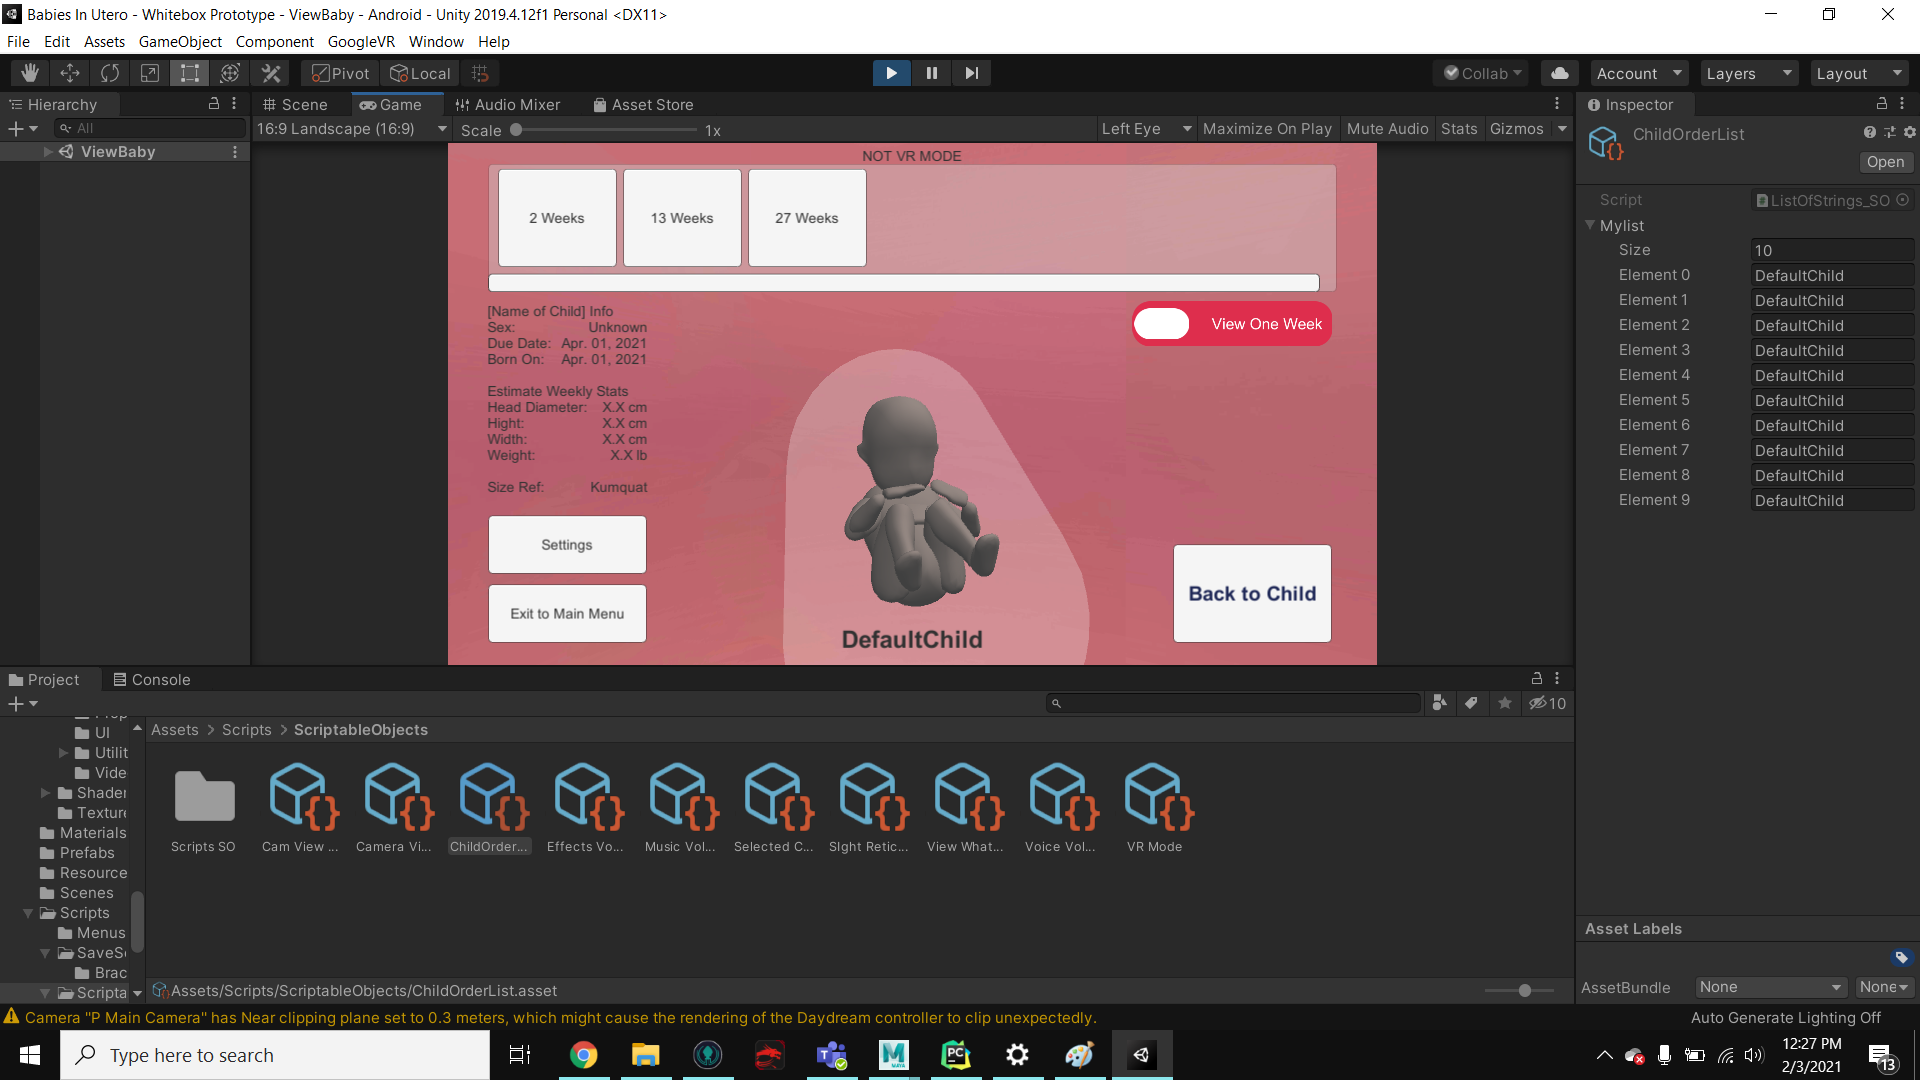 Babies In Utero - Whitebox Prototype - ViewBaby - Android - Unity 2019.4.12f1 Personal <DX11>
File Edit Assets GameObject Component GoogleVR Window Help
Pivot Local Collab Account Layers Layout
Hierarchy
All
ViewBaby
Scene Game Audio Mixer Asset Store
16:9 Landscape (16:9) Scale 1x Left Eye Maximize On Play Mute Audio Stats Gizmos
NOT VR MODE
2 Weeks 13 Weeks 27 Weeks
[Name of Child] Info
Sex: Unknown
Due Date: Apr. 01, 2021
Born On: Apr. 01, 2021
Estimate Weekly Stats
Head Diameter: X.X cm
Hight: X.X cm
Width: X.X cm
Weight: X.X lb
Size Ref: Kumquat
View One Week
Settings
Exit to Main Menu
Back to Child
DefaultChild
Inspector
ChildOrderList
Open
Script ListOfStrings_SO
Mylist
Size 10
Element 0 DefaultChild
Element 1 DefaultChild
Element 2 DefaultChild
Element 3 DefaultChild
Element 4 DefaultChild
Element 5 DefaultChild
Element 6 DefaultChild
Element 7 DefaultChild
Element 8 DefaultChild
Element 9 DefaultChild
Project Console
10
UI
Utilit
Vide
Shader
Texture
Materials
Prefabs
Resource
Scenes
Scripts
Menus
SaveS
Brac
Scripta
Assets > Scripts > ScriptableObjects
Scripts SO Cam View ... Camera Vi... ChildOrder... Effects Vo... Music Vol... Selected C... SIght Retic... View What... Voice Vol... VR Mode
Assets/Scripts/ScriptableObjects/ChildOrderList.asset
Asset Labels
AssetBundle None None
Camera "P Main Camera" has Near clipping plane set to 0.3 meters, which might cause the rendering of the Daydream controller to clip unexpectedly.
Auto Generate Lighting Off
Type here to search
PC
MAYA
12:27 PM
2/3/2021
13